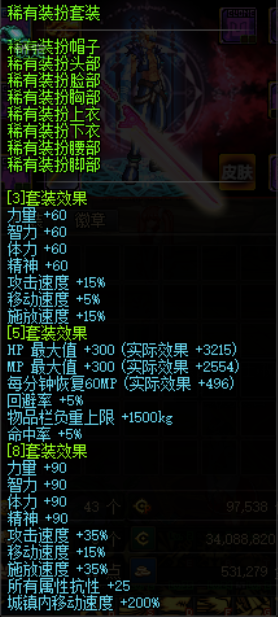 稀有装扮套装
稀有装扮帽子
稀有装扮头部
稀有装扮脸部
稀有装扮胸部
稀有装扮上衣
稀有装扮下衣
稀有装扮腰部
稀有装扮脚部
皮肤
[3]套装效果
力量 +60
徽章
智力 +60
体力 +60
精神 +60
攻击速度 +15%
移动速度 +5%
施放速度 +15%
[5]套装效果
HP 最大值 +300 (实际效果 +3215)
MP 最大值 +300 (实际效果 +2554)
每分钟恢复60MP (实际效果 +496)
回避率 +5%
物品栏负重上限 +1500kg
命中率 +5%
[8]套装效果
力量 +90
智力 +90
体力 +90
43 个
97,538
精神 +90
攻击速度 +35%
个
34,088,820
移动速度 +15%
施放速度 +35%
点
531,279
所有属性抗性 +25
城镇内移动速度 +200%